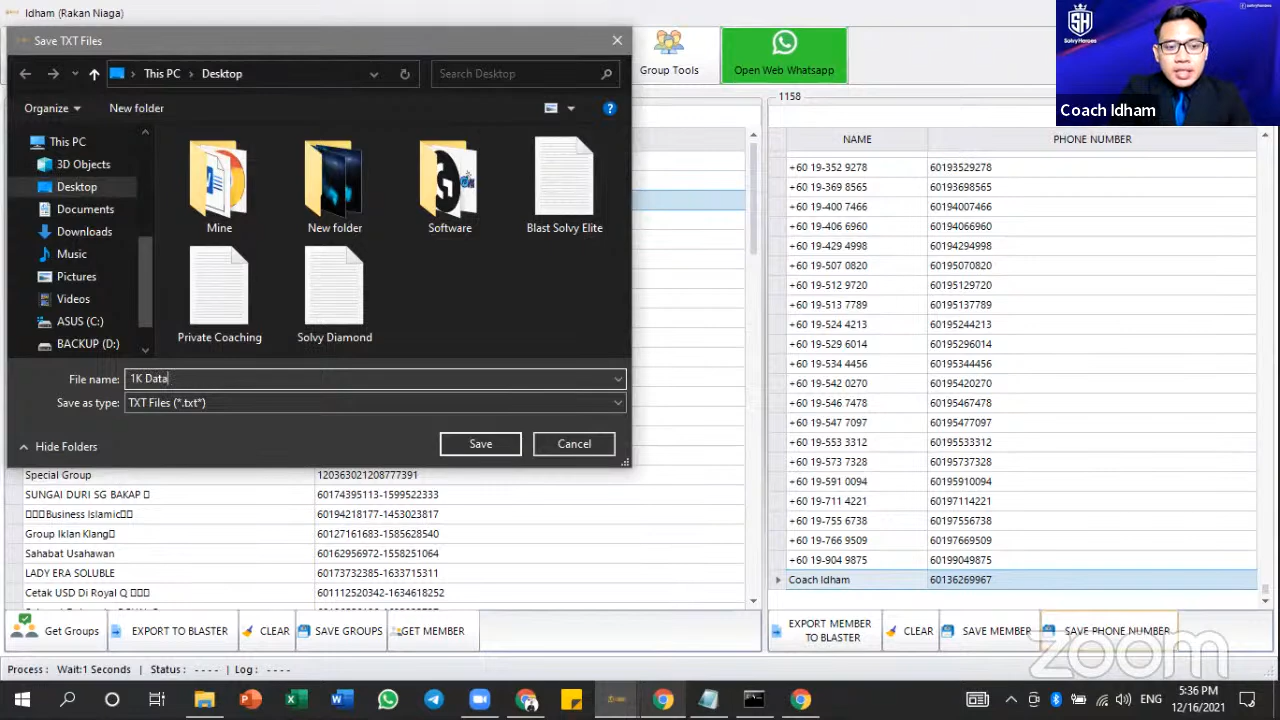 Idham (Rakan Niaga)
Save TXT Files
This PC
Desktop
Search Desktop
Organize
New folder
This PC
3D Objects
Desktop
Documents
Downloads
Music
Pictures
Videos
ASUS (C:)
BACKUP (D:)
Mine
New folder
Software
Blast Solvy Elite
Private Coaching
Solvy Diamond
File name:
1K Data
Save as type:
TXT Files (*.txt*)
Hide Folders
Save
Cancel
Group Tools
Open Web Whatsapp
1158
SH
Coach Idham
NAME PHONE NUMBER
+60 19-352 9278 60193529278
+60 19-369 8565 60193698565
+60 19-400 7466 60194007466
+60 19-406 6960 60194066960
+60 19-429 4998 60194294998
+60 19-507 0820 60195070820
+60 19-512 9720 60195129720
+60 19-513 7789 60195137789
+60 19-524 4213 60195244213
+60 19-529 6014 60195296014
+60 19-534 4456 60195344456
+60 19-542 0270 60195420270
+60 19-546 7478 60195467478
+60 19-547 7097 60195477097
+60 19-553 3312 60195533312
+60 19-573 7328 60195737328
+60 19-591 0094 60195910094
+60 19-711 4221 60197114221
+60 19-755 6738 60197556738
+60 19-766 9509 60197669509
+60 19-904 9875 60199049875
Coach Idham 60136269967
Special Group 120363021208777391
SUNGAI DURI SG BAKAP 60174395113-1599522333
Business Islamic 60194218177-1453023817
Group Iklan Klang 60127161683-1585628540
Sahabat Usahawan 60162956972-1558251064
LADY ERA SOLUBLE 60173732385-1633715311
Cetak USD Di Royal Q 601112520342-1634618252
Get Groups
EXPORT TO BLASTER
CLEAR
SAVE GROUPS
GET MEMBER
EXPORT MEMBER
TO BLASTER
CLEAR
SAVE MEMBER
SAVE PHONE NUMBER
zoom
Process : Wait:1 Seconds Status : ---- Log : ----
ENG
12/16/2021